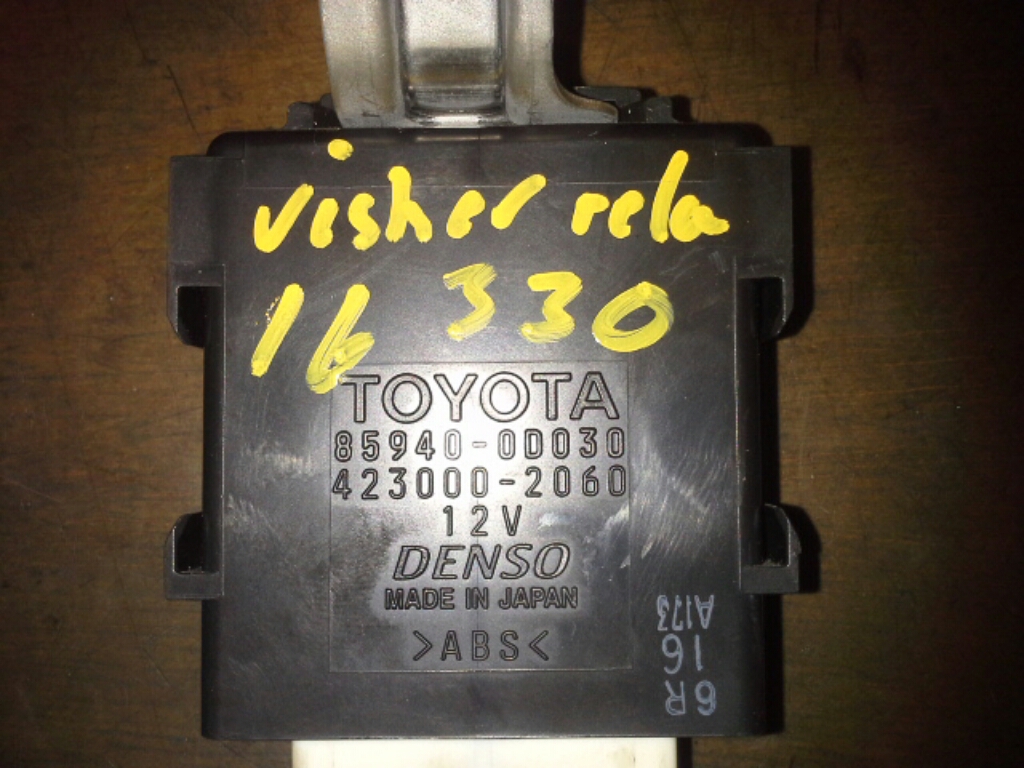 visher rela
16 330
TOYOTA
85940-0D030
423000-2060
12V
DENSO
MADE IN JAPAN
>ABS<
A173
16
6R